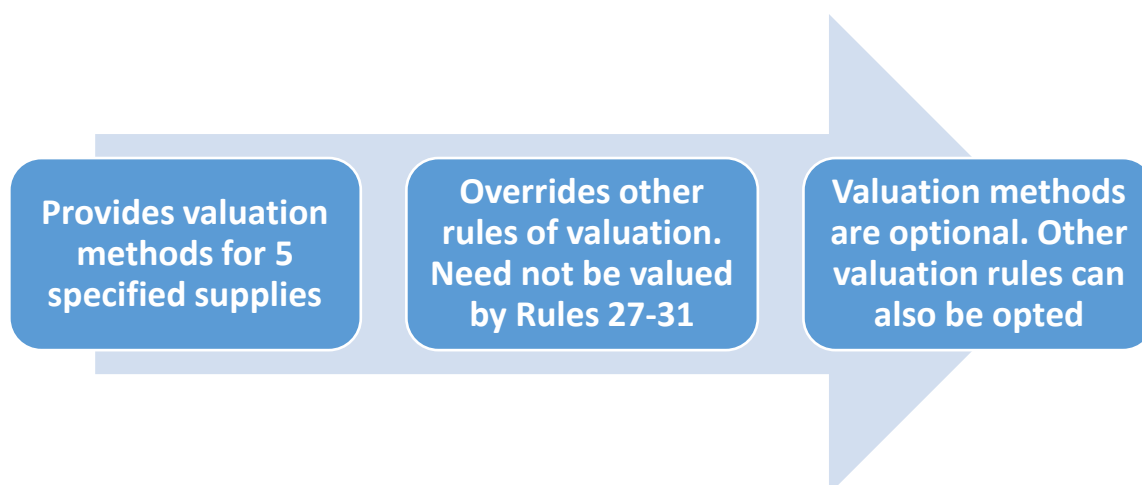 Provides valuation
methods for 5
specified supplies
Overrides other
rules of valuation.
Need not be valued
by Rules 27-31
Valuation methods
are optional. Other
valuation rules can
also be opted